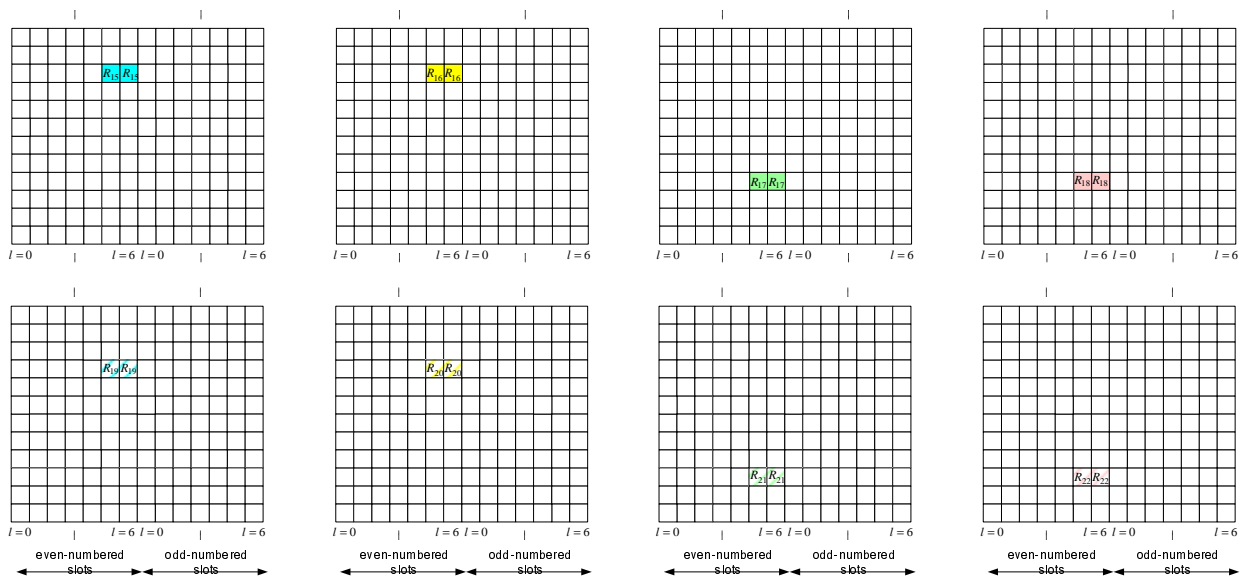 R15 R15 R16 R16
R17 R17 R18 R18
l = 0 l = 6 l = 0 l = 6 l = 0 l = 6 l = 0 l = 6 l = 0 l = 6 l = 0 l = 6 l = 0 l = 6 l = 0 l = 6
R19 R19 R20 R20
R21 R21 R22 R22
l = 0 l = 6 l = 0 l = 6 l = 0 l = 6 l = 0 l = 6 l = 0 l = 6 l = 0 l = 6 l = 0 l = 6 l = 0 l = 6
even-numbered odd-numbered even-numbered odd-numbered even-numbered odd-numbered even-numbered odd-numbered
slots slots slots slots slots slots slots slots